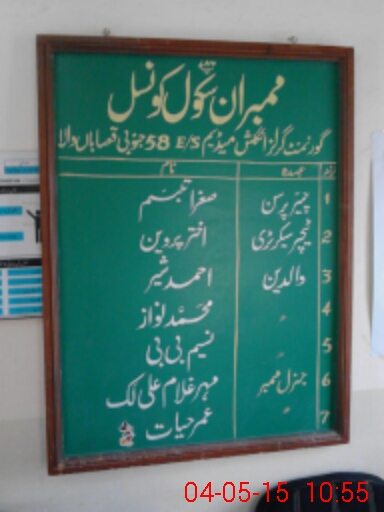 ممبران سکول کونسل
گورنمنٹ گرلز انگلش میڈیم E/S 58 جنوبی قصاباں والا
عہدہ نام
1 چیئر پرسن صغرا تبسم
2 ٹیچر سیکرٹری اختر پروین
3 والدین احمد شیر
4 〃 محمد نواز
5 〃 نسیم بی بی
6 جنرل ممبر مہر غلام علی لک
7 〃 عمر حیات
04-05-15 10:55